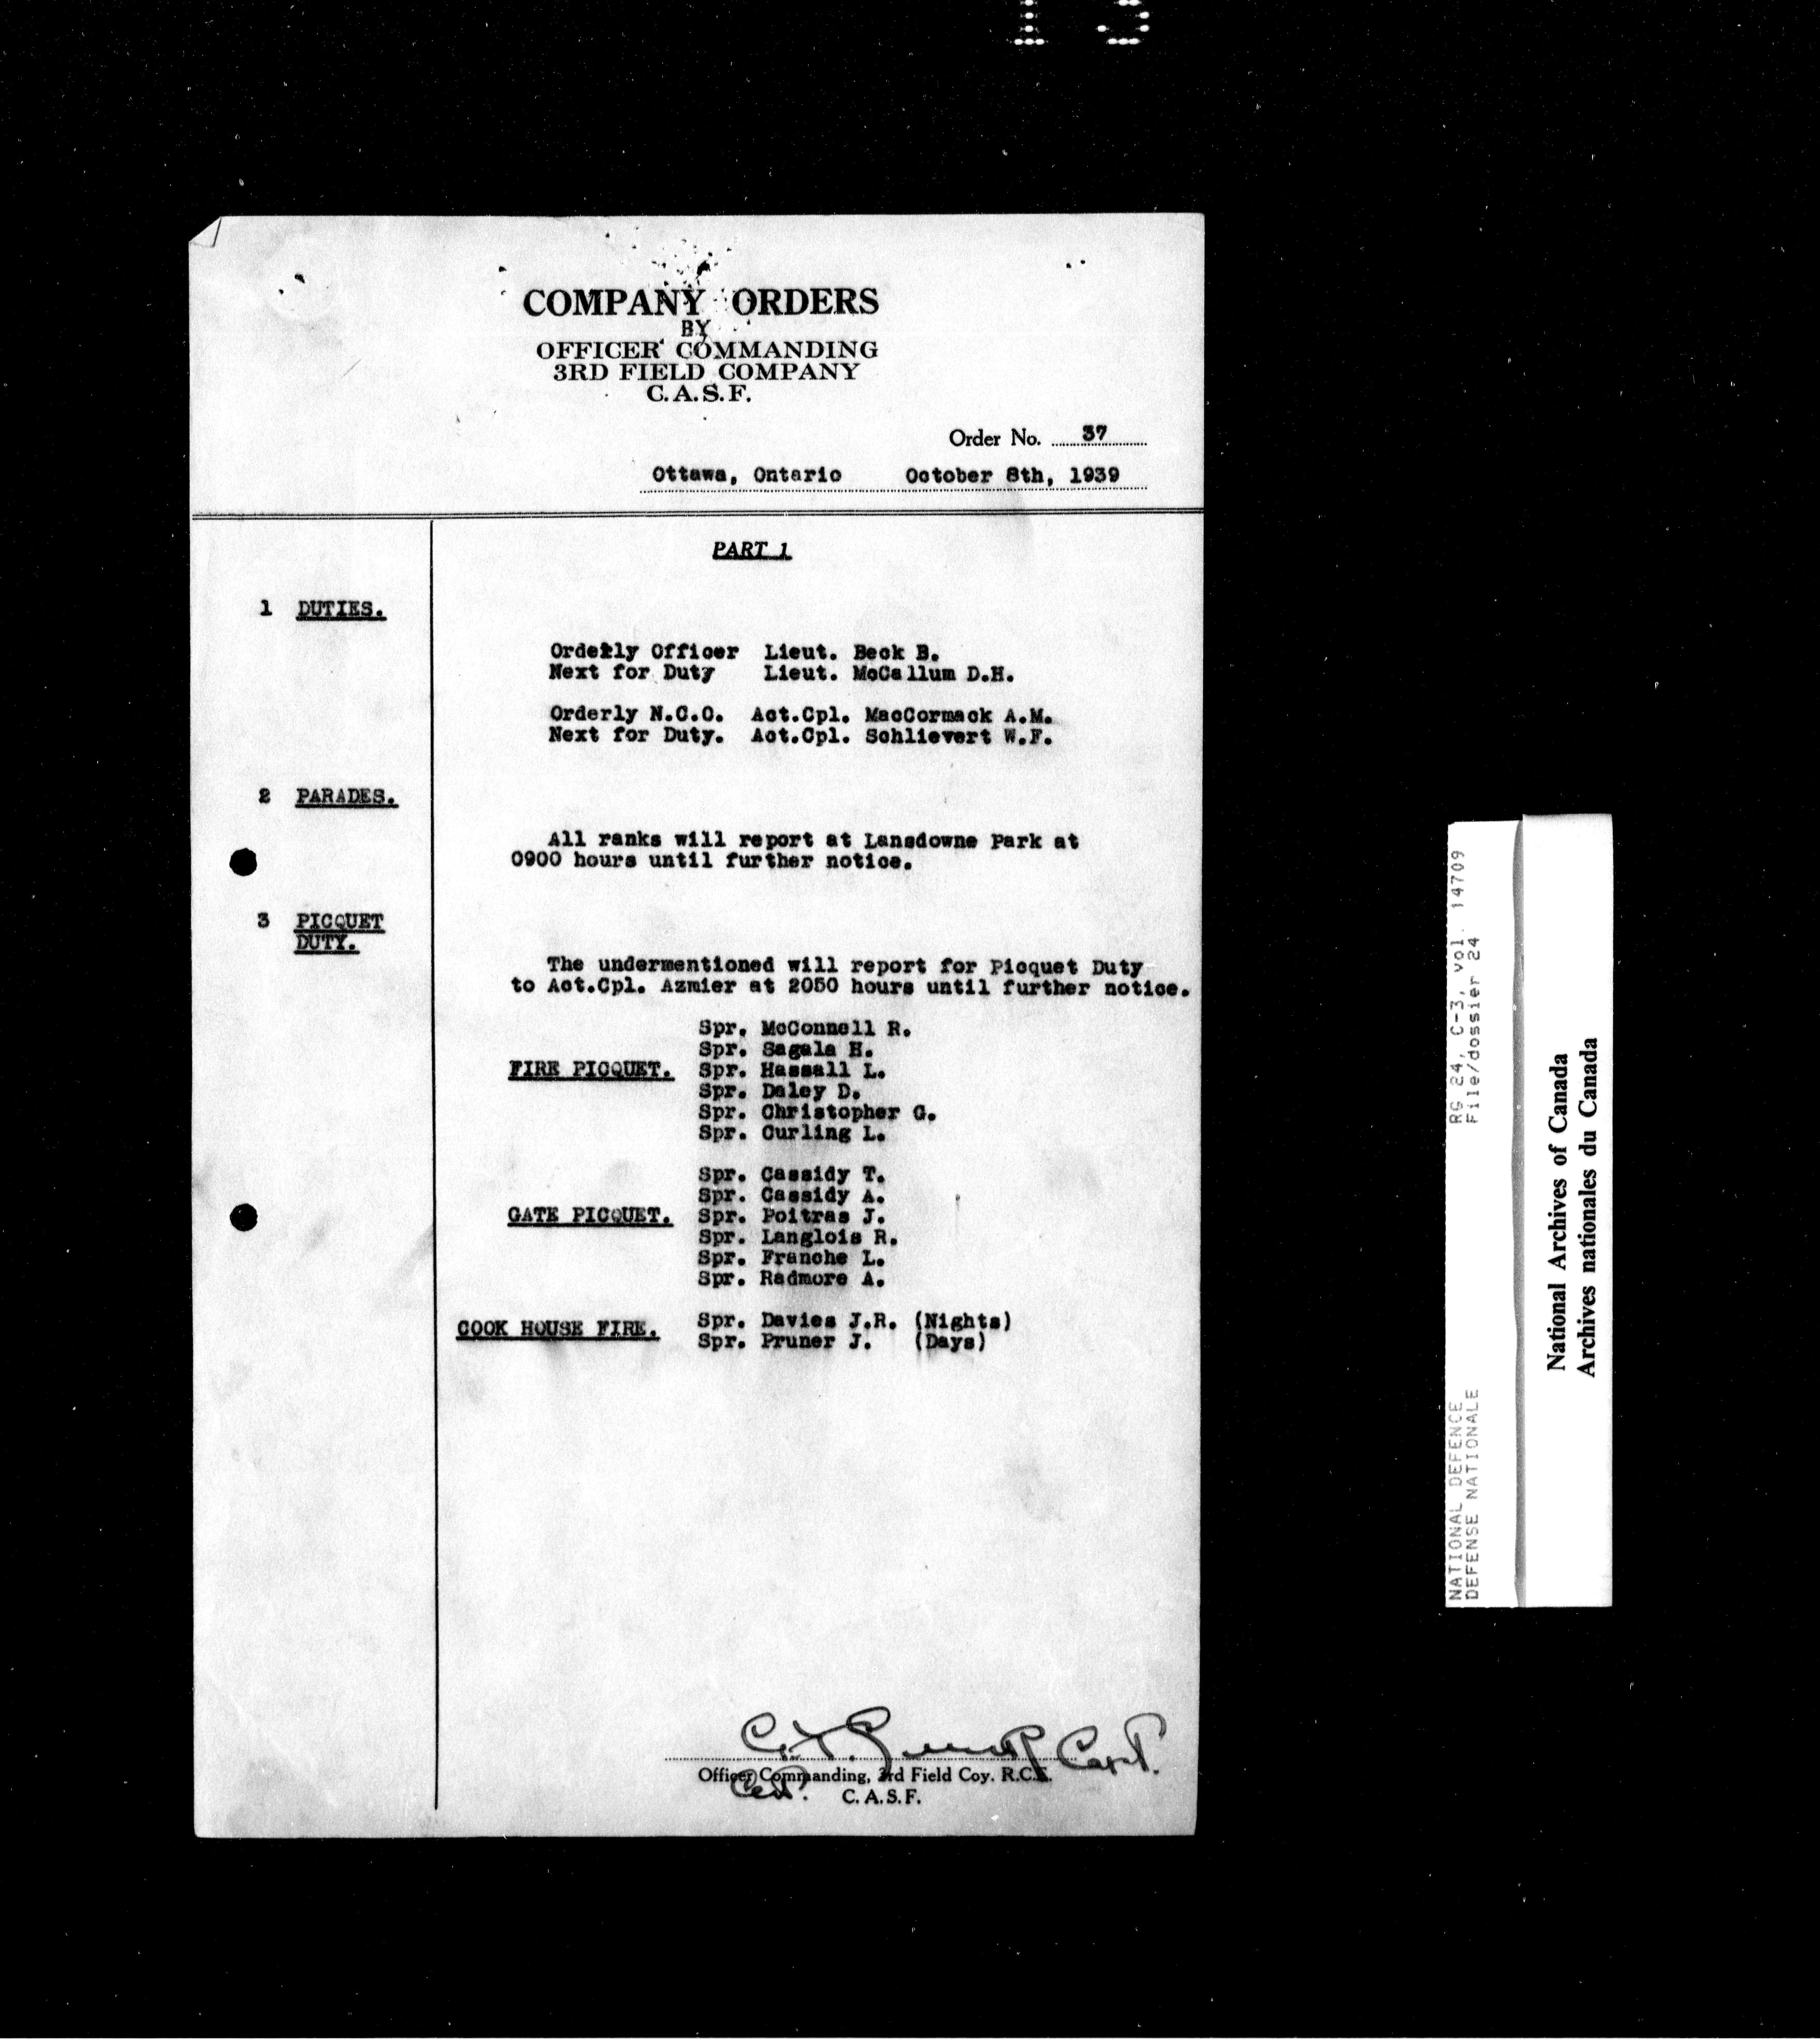 COMPANY ORDERS
BY
OFFICER COMMANDING
3RD FIELD COMPANY
C.A.S.F.
Order No. 37
Ottawa, Ontario October 8th, 1939
PART 1
1 DUTIES.
Orderly Officer Lieut. Beck B.
Next for Duty Lieut. McCallum D.H.
Orderly N.C.O. Act.Cpl. MacCormack A.M.
Next for Duty. Act.Cpl. Schlievert W.F.
2 PARADES.
All ranks will report at Lansdowne Park at
0900 hours until further notice.
3 PICQUET
DUTY.
The undermentioned will report for Picquet Duty
to Act.Cpl. Azmier at 2050 hours until further notice.
Spr. McConnell R.
Spr. Sagala H.
FIRE PICQUET. Spr. Hassall L.
Spr. Daley D.
Spr. Christopher G.
Spr. Curling L.
Spr. Cassidy T.
Spr. Cassidy A.
GATE PICQUET. Spr. Poitras J.
Spr. Langlois R.
Spr. Franche L.
Spr. Radmore A.
COOK HOUSE FIRE. Spr. Davies J.R. (Nights)
Spr. Pruner J. (Days)
Capt.
Officer Commanding, 3rd Field Coy. R.C.E.
C.A.S.F.
NATIONAL DEFENCE RG 24, C-3, vol. 14709
DEFENSE NATIONALE File/dossier 24
National Archives of Canada
Archives nationales du Canada